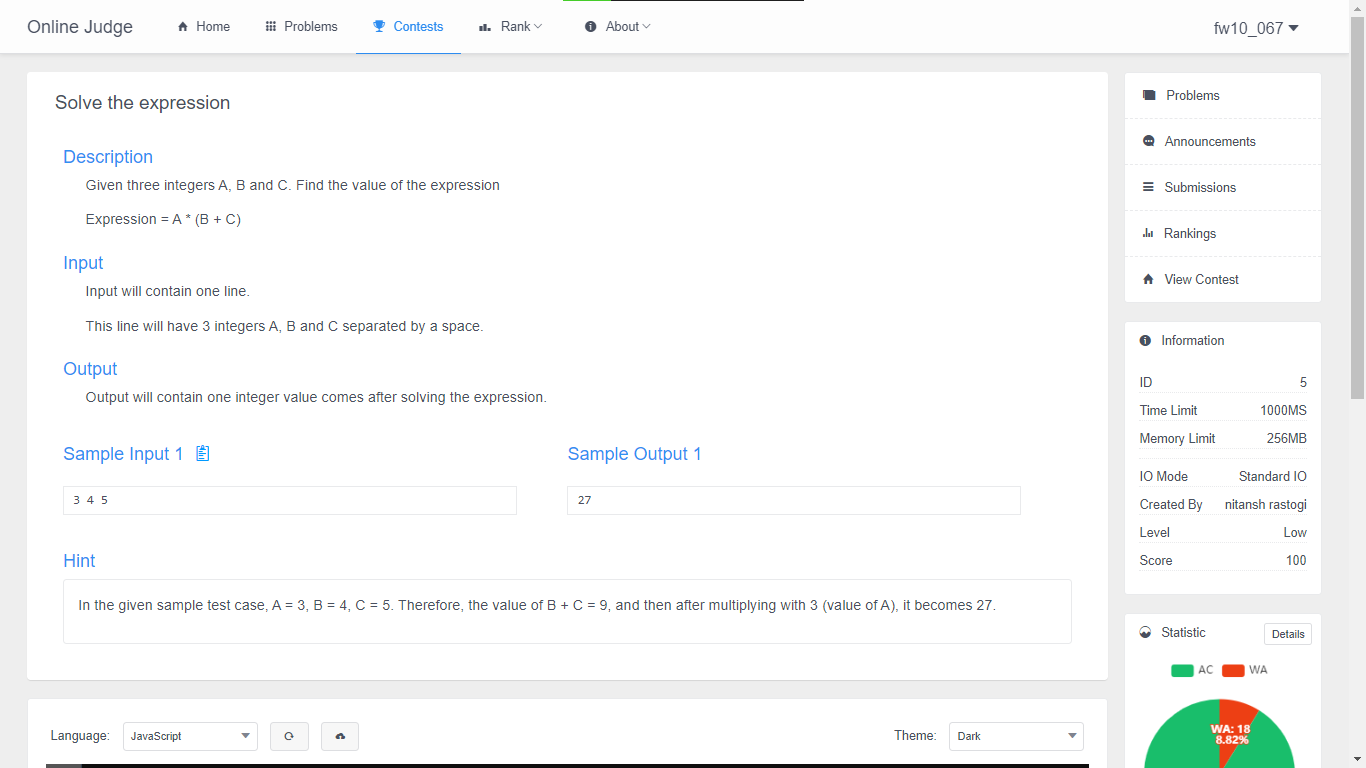 Online Judge
Home
Problems
Contests
Rank
About
fw10_067
Solve the expression
Description
Given three integers A, B and C. Find the value of the expression
Expression = A * (B + C)
Input
Input will contain one line.
This line will have 3 integers A, B and C separated by a space.
Output
Output will contain one integer value comes after solving the expression.
Sample Input 1
3 4 5
Sample Output 1
27
Hint
In the given sample test case, A = 3, B = 4, C = 5. Therefore, the value of B + C = 9, and then after multiplying with 3 (value of A), it becomes 27.
Language:
JavaScript
Theme:
Dark
Problems
Announcements
Submissions
Rankings
View Contest
Information
ID 5
Time Limit 1000MS
Memory Limit 256MB
IO Mode Standard IO
Created By nitansh rastogi
Level Low
Score 100
Statistic
Details
AC
WA
WA: 18
8.82%